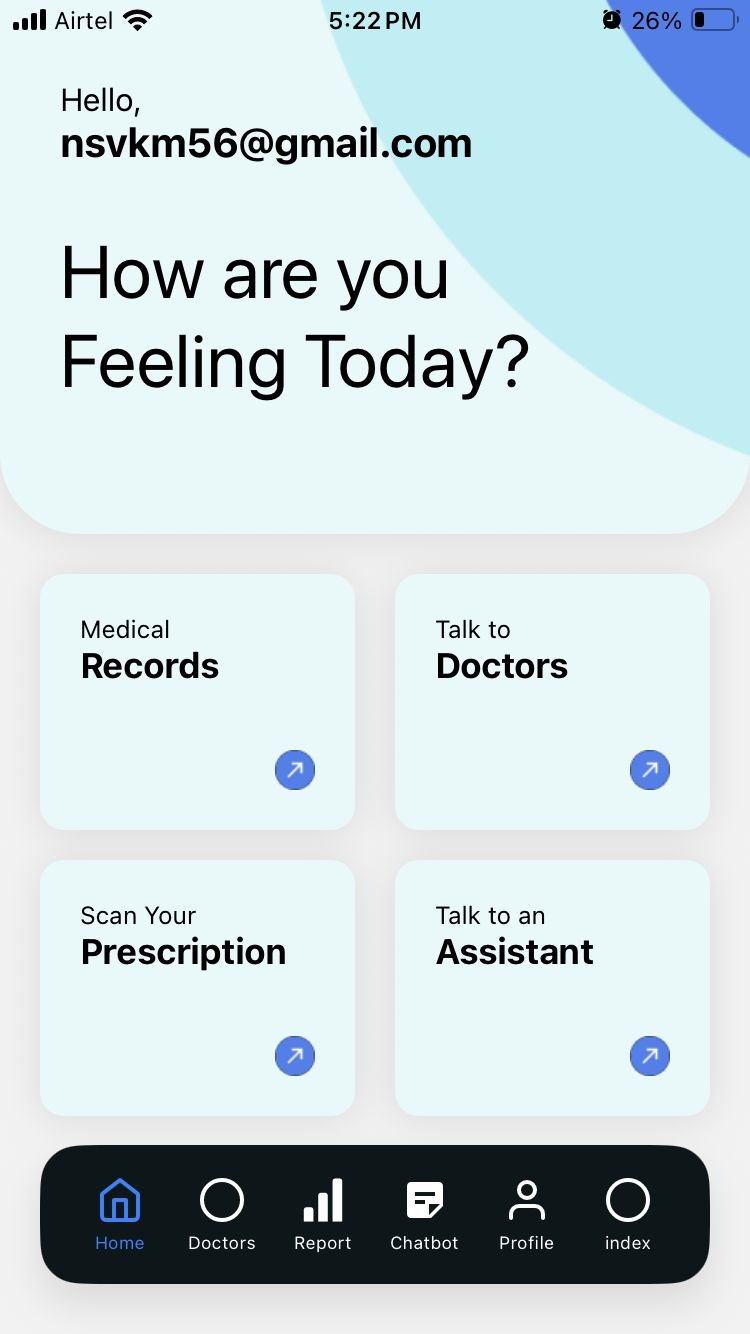 Airtel 5:22 PM 26%
Hello,
nsvkm56@gmail.com
How are you
Feeling Today?
Medical
Records
Talk to
Doctors
Scan Your
Prescription
Talk to an
Assistant
Home Doctors Report Chatbot Profile index